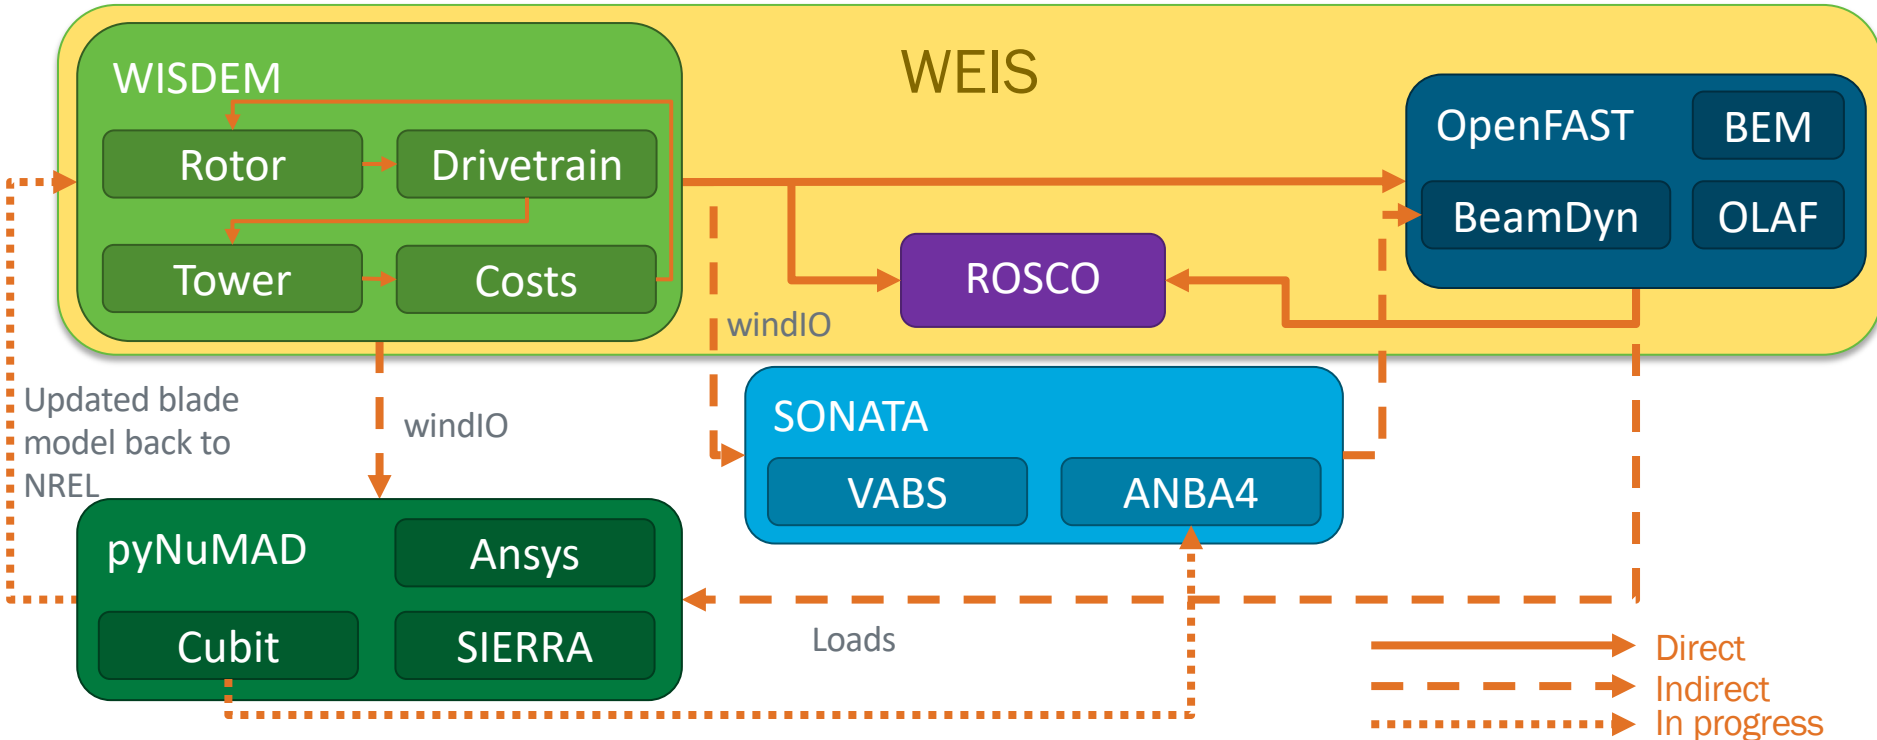 WEIS
WISDEM
Rotor
Drivetrain
Tower
Costs
OpenFAST
BEM
BeamDyn
OLAF
ROSCO
windIO
Updated blade
model back to
NREL
windIO
SONATA
VABS
ANBA4
pyNuMAD
Ansys
Cubit
SIERRA
Loads
Direct
Indirect
In progress